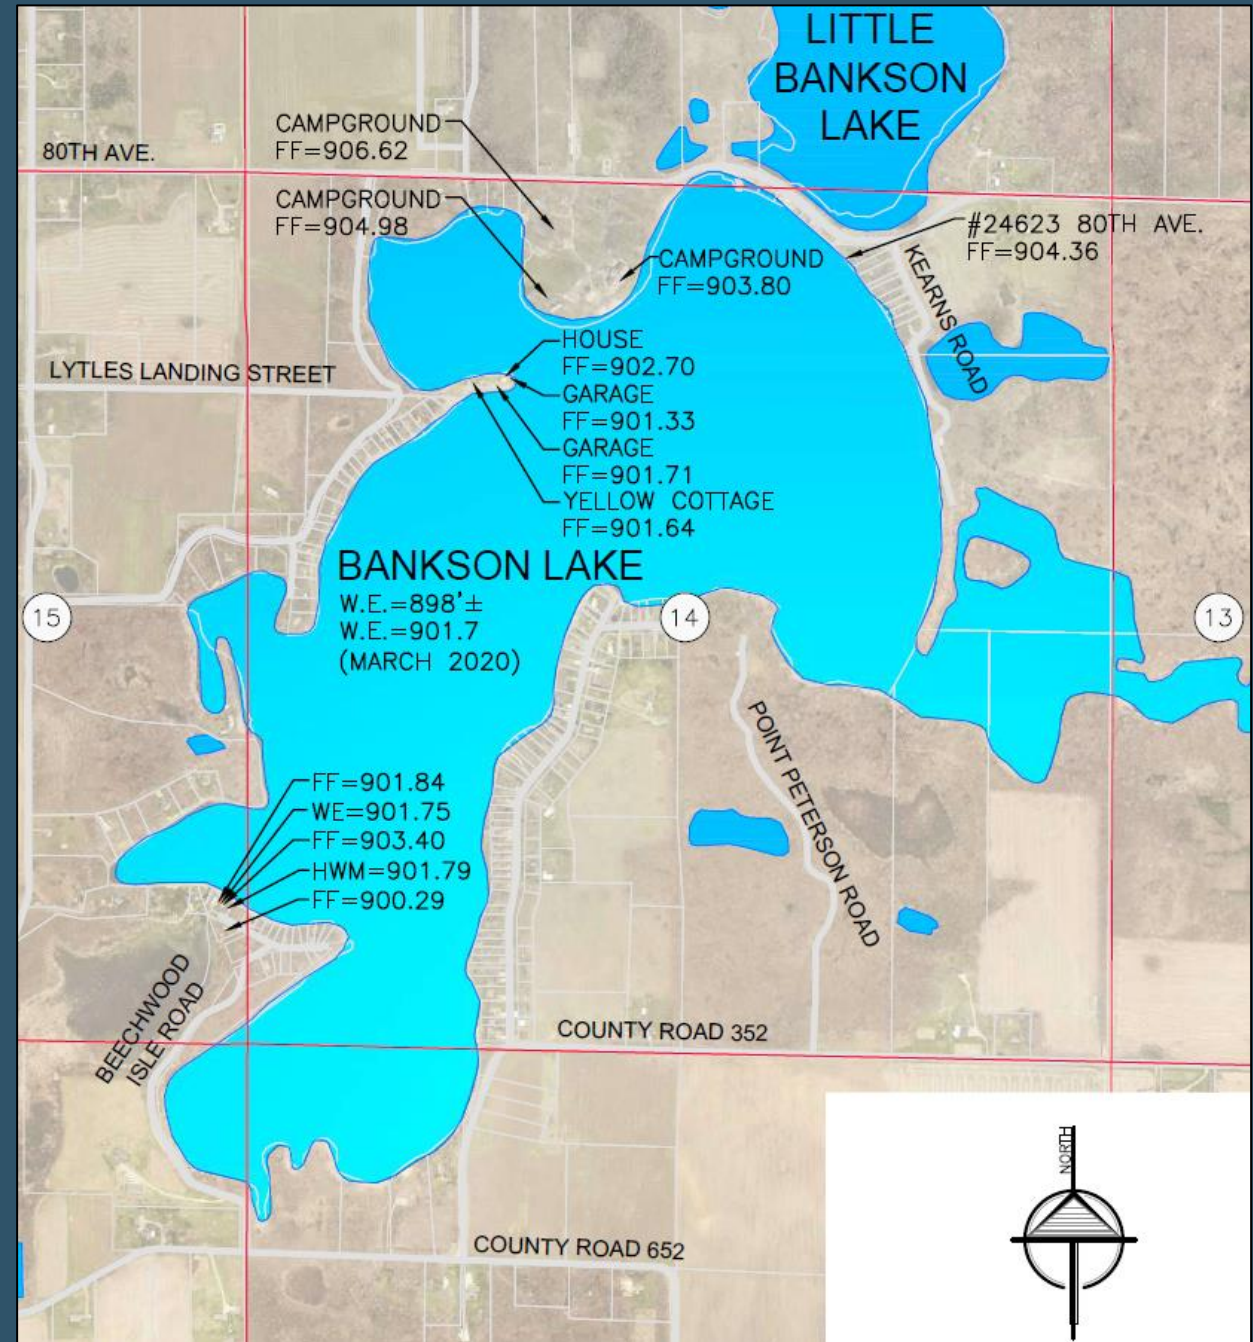 LITTLE
BANKSON
LAKE
CAMPGROUND
FF=906.62
80TH AVE.
CAMPGROUND
FF=904.98
#24623 80TH AVE.
FF=904.36
CAMPGROUND
FF=903.80
KEARNS ROAD
HOUSE
FF=902.70
LYTLES LANDING STREET
GARAGE
FF=901.33
GARAGE
FF=901.71
YELLOW COTTAGE
FF=901.64
BANKSON LAKE
W.E.=898'±
W.E.=901.7
(MARCH 2020)
15
14
13
POINT PETERSON ROAD
FF=901.84
WE=901.75
FF=903.40
HWM=901.79
FF=900.29
BEECHWOOD
ISLE ROAD
COUNTY ROAD 352
NORTH
COUNTY ROAD 652